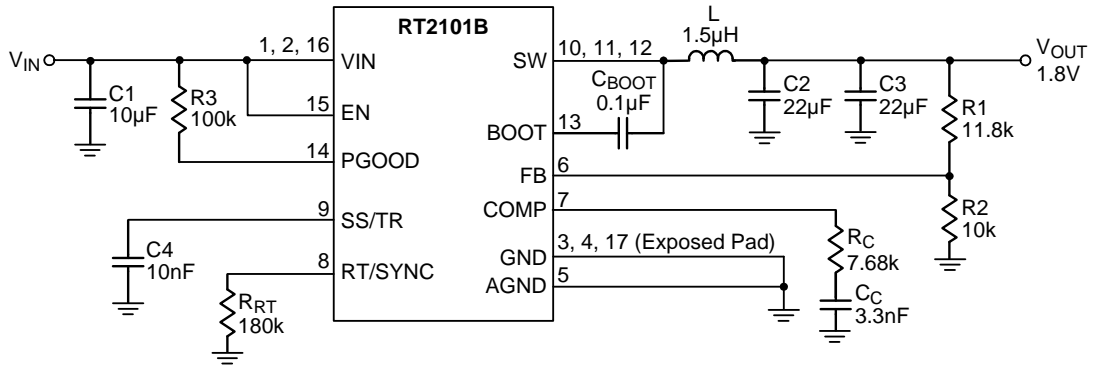 RT2101B
VIN
1, 2, 16
VIN
C1
10µF
R3
100k
15
EN
14
PGOOD
9
SS/TR
C4
10nF
8
RT/SYNC
RRT
180k
SW
10, 11, 12
L
1.5µH
CBOOT
0.1µF
BOOT
13
C2
22µF
C3
22µF
VOUT
1.8V
R1
11.8k
FB
6
COMP
7
R2
10k
RC
7.68k
CC
3.3nF
GND
3, 4, 17 (Exposed Pad)
AGND
5